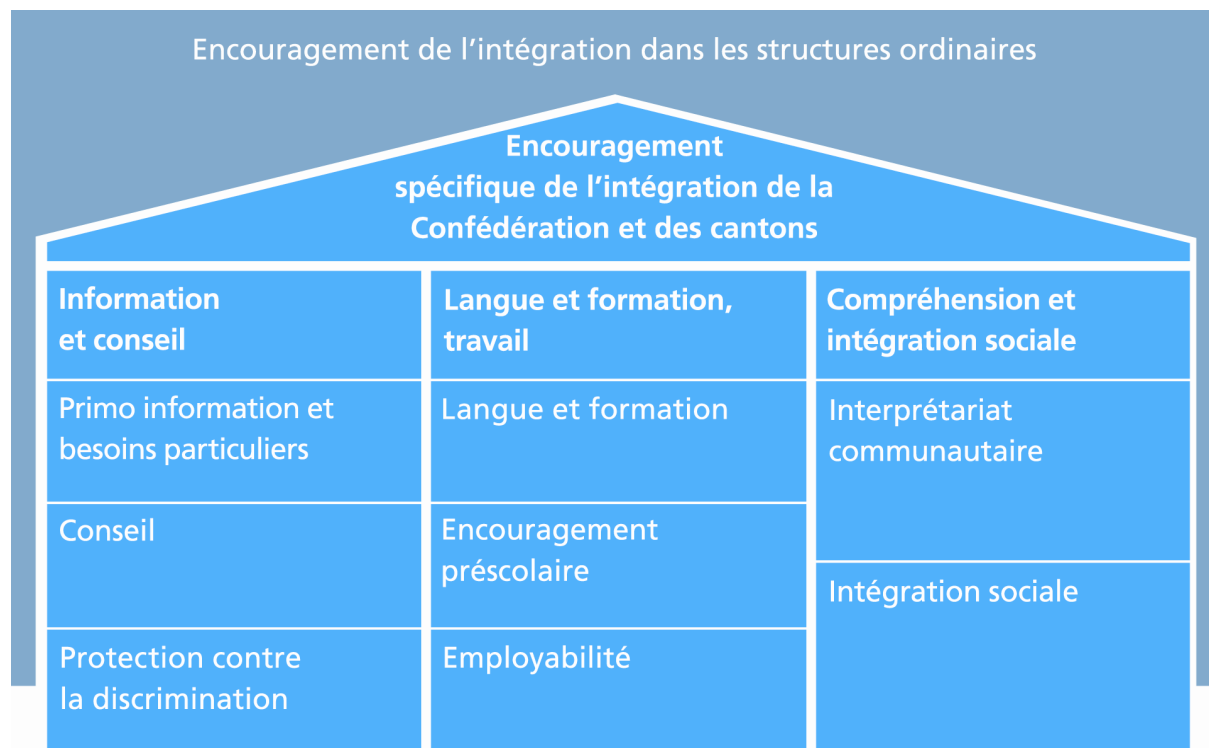 Encouragement de l’intégration dans les structures ordinaires
Encouragement
spécifique de l’intégration de la
Confédération et des cantons
Information
et conseil
Primo information et
besoins particuliers
Conseil
Protection contre
la discrimination
Langue et formation,
travail
Langue et formation
Encouragement
préscolaire
Employabilité
Compréhension et
intégration sociale
Interprétariat
communautaire
Intégration sociale